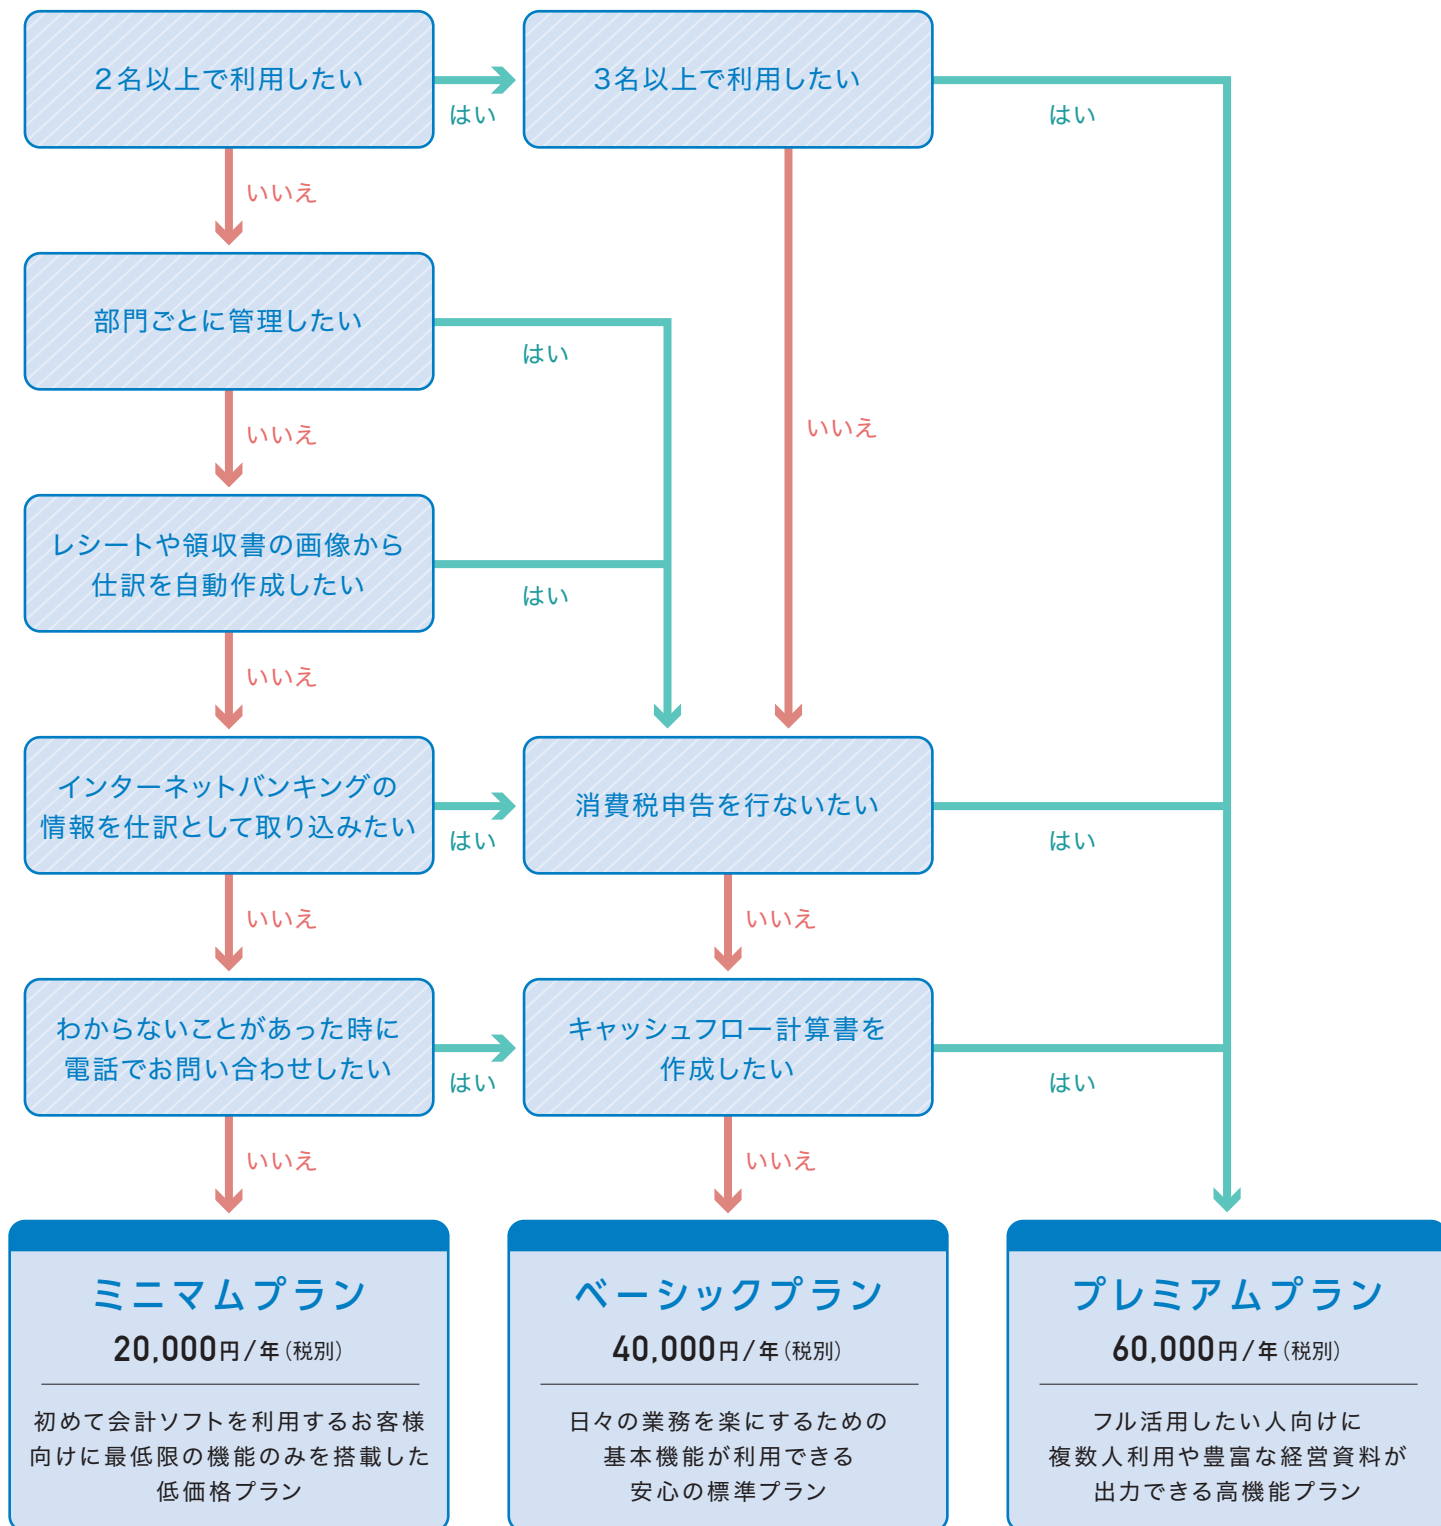 2名以上で利用したい
はい
3名以上で利用したい
はい
いいえ
部門ごとに管理したい
はい
いいえ
いいえ
レシートや領収書の画像から
仕訳を自動作成したい
はい
いいえ
インターネットバンキングの
情報を仕訳として取り込みたい
はい
消費税申告を行ないたい
はい
いいえ
いいえ
わからないことがあった時に
電話でお問い合わせしたい
はい
キャッシュフロー計算書を
作成したい
はい
いいえ
いいえ
ミニマムプラン
20,000円/年(税別)
初めて会計ソフトを利用するお客様
向けに最低限の機能のみを搭載した
低価格プラン
ベーシックプラン
40,000円/年(税別)
日々の業務を楽にするための
基本機能が利用できる
安心の標準プラン
プレミアムプラン
60,000円/年(税別)
フル活用したい人向けに
複数人利用や豊富な経営資料が
出力できる高機能プラン